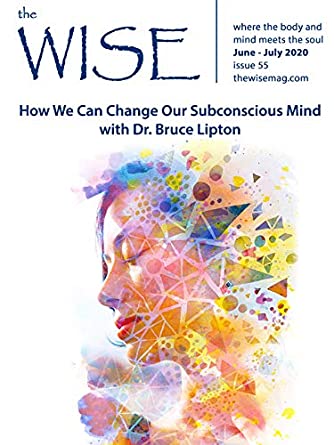 the
WISE
where the body and
mind meets the soul
June - July 2020
issue 55
thewisemag.com
How We Can Change Our Subconscious Mind
with Dr. Bruce Lipton